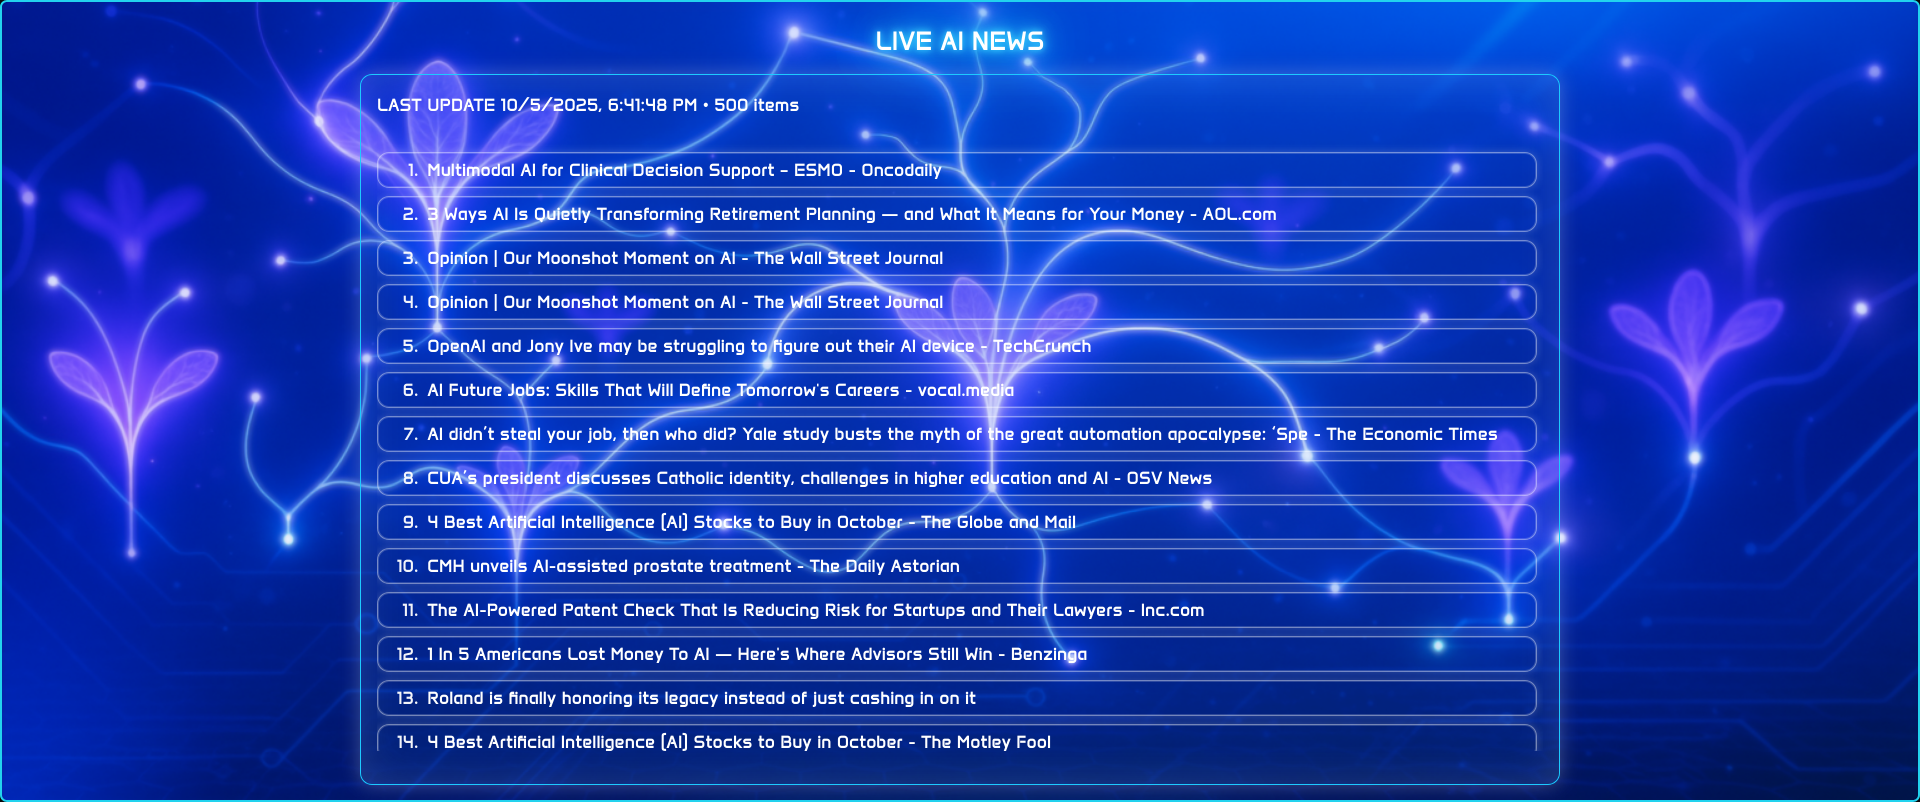 LIVE AI NEWS
LAST UPDATE 10/5/2025, 6:41:48 PM • 500 items
1. Multimodal AI for Clinical Decision Support – ESMO - Oncodaily
2. 3 Ways AI Is Quietly Transforming Retirement Planning — and What It Means for Your Money - AOL.com
3. Opinion | Our Moonshot Moment on AI - The Wall Street Journal
4. Opinion | Our Moonshot Moment on AI - The Wall Street Journal
5. OpenAI and Jony Ive may be struggling to figure out their AI device - TechCrunch
6. AI Future Jobs: Skills That Will Define Tomorrow's Careers - vocal.media
7. AI didn’t steal your job, then who did? Yale study busts the myth of the great automation apocalypse: ‘Spe - The Economic Times
8. CUA’s president discusses Catholic identity, challenges in higher education and AI - OSV News
9. 4 Best Artificial Intelligence (AI) Stocks to Buy in October - The Globe and Mail
10. CMH unveils AI-assisted prostate treatment - The Daily Astorian
11. The AI-Powered Patent Check That Is Reducing Risk for Startups and Their Lawyers - Inc.com
12. 1 In 5 Americans Lost Money To AI — Here's Where Advisors Still Win - Benzinga
13. Roland is finally honoring its legacy instead of just cashing in on it
14. 4 Best Artificial Intelligence (AI) Stocks to Buy in October - The Motley Fool